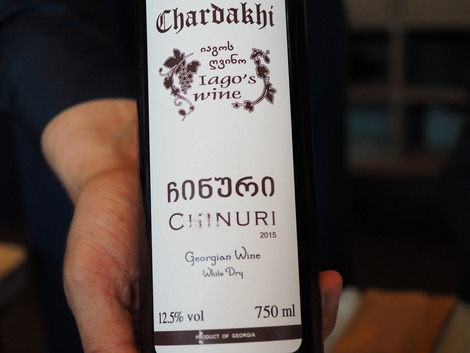 Chardakhi
იაგოს
ღვინო
Iago's
wine
ჩინური
CHINURI
2015
Georgian Wine
White Dry
12.5% vol 750 ml
PRODUCT OF GEORGIA